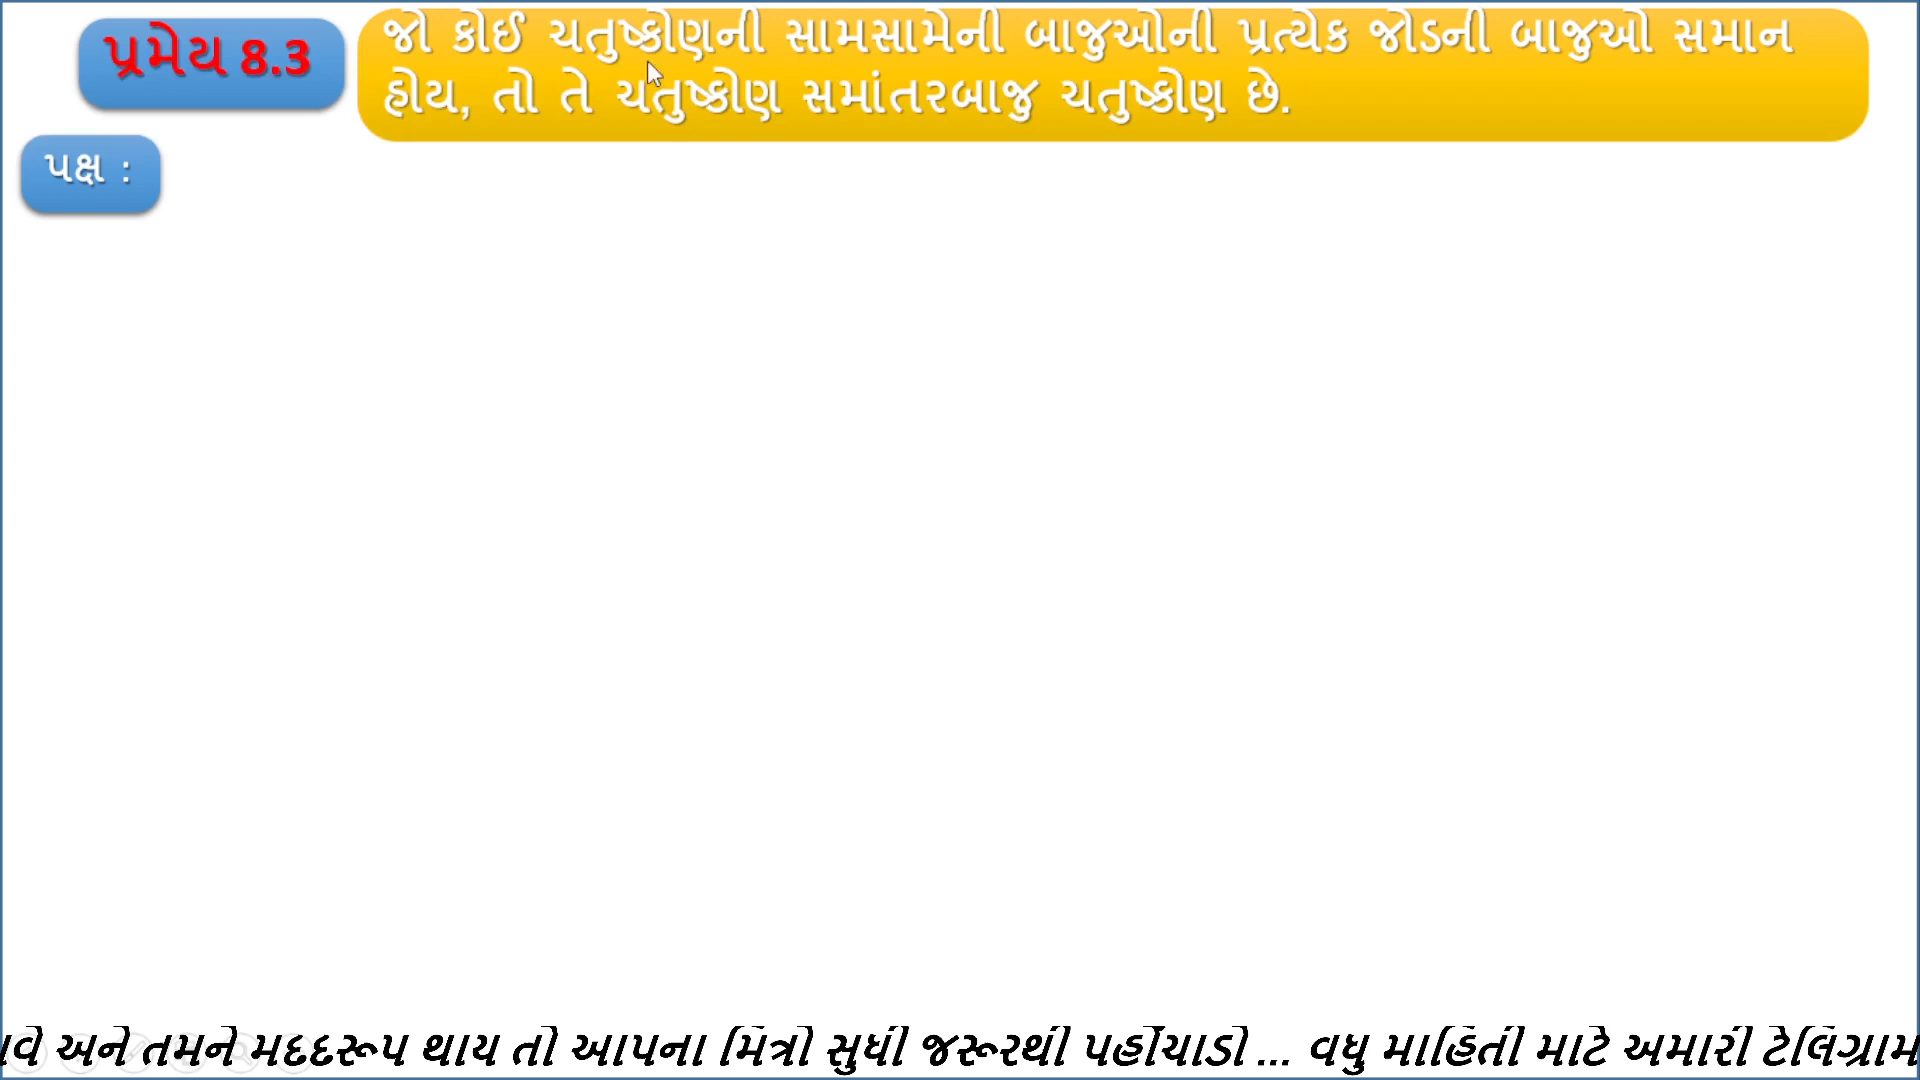 પ્રમેય 8.3
જો કોઈ ચતુષ્કોણની સામસામેની બાજુઓની પ્રત્યેક જોડની બાજુઓ સમાન
હોય, તો તે ચતુષ્કોણ સમાંતરબાજુ ચતુષ્કોણ છે.
પક્ષ :
અને તમને મદદરૂપ થાય તો આપના મિત્રો સુધી જરૂરથી પહોંચાડો ... વધુ માહિતી માટે અમારી ટેલિગ્રામ